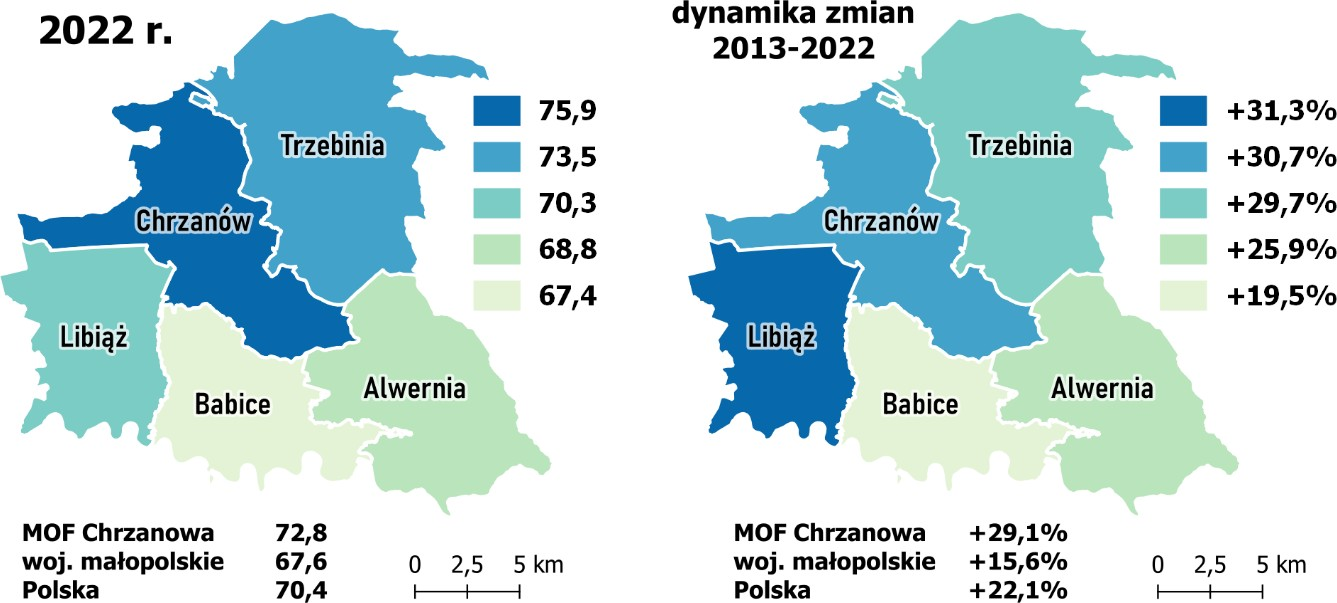 2022 r.
75,9
73,5
70,3
68,8
67,4
Trzebinia
Chrzanów
Libiąż
Babice
Alwernia
MOF Chrzanowa 72,8
woj. małopolskie 67,6
Polska 70,4
0 2,5 5 km
dynamika zmian
2013-2022
+31,3%
+30,7%
+29,7%
+25,9%
+19,5%
Trzebinia
Chrzanów
Libiąż
Babice
Alwernia
MOF Chrzanowa +29,1%
woj. małopolskie +15,6%
Polska +22,1%
0 2,5 5 km